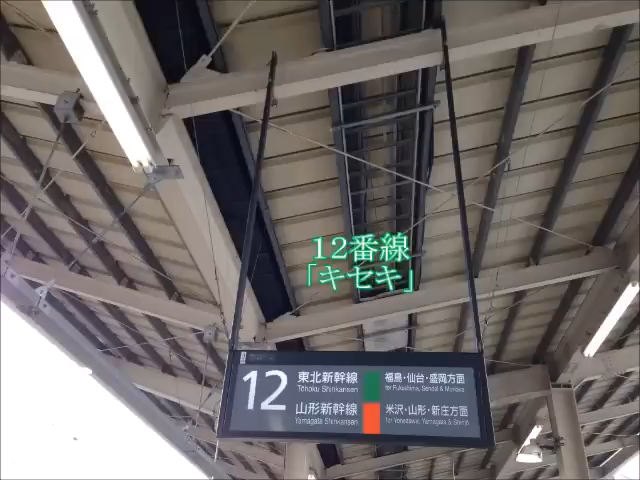 12番線
「キセキ」
12
東北新幹線
Tōhoku Shinkansen
福島・仙台・盛岡方面
for Fukushima, Sendai & Morioka
山形新幹線
Yamagata Shinkansen
米沢・山形・新庄方面
for Yonezawa, Yamagata & Shinjō